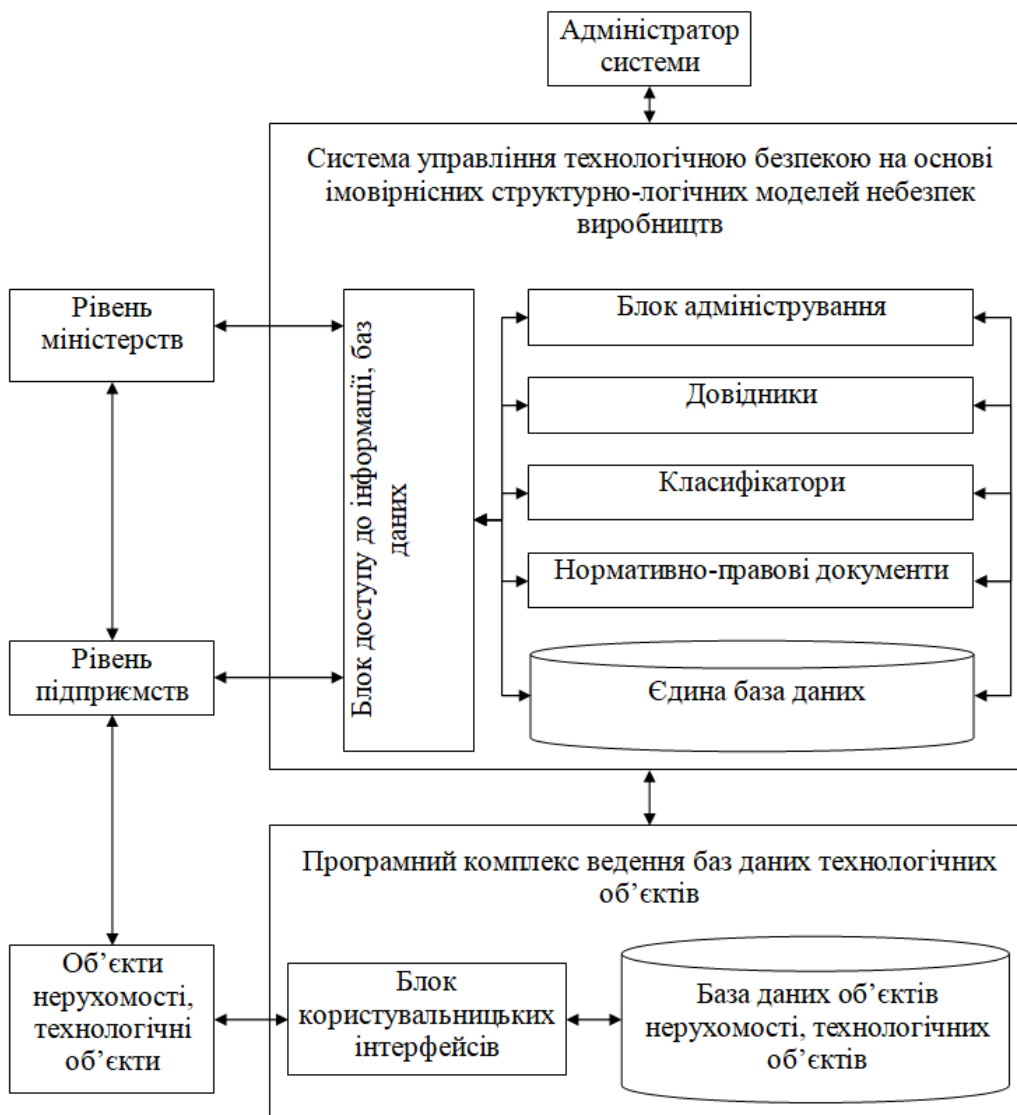 Адміністратор
системи
Система управління технологічною безпекою на основі
імовірнісних структурно-логічних моделей небезпек
виробництв
Рівень
міністерств
Блок доступу до інформації, баз
даних
Блок адміністрування
Довідники
Класифікатори
Нормативно-правові документи
Єдина база даних
Рівень
підприємств
Програмний комплекс ведення баз даних технологічних
об’єктів
Об’єкти
нерухомості,
технологічні
об’єкти
Блок
користувальницьких
інтерфейсів
База даних об’єктів
нерухомості, технологічних
об’єктів